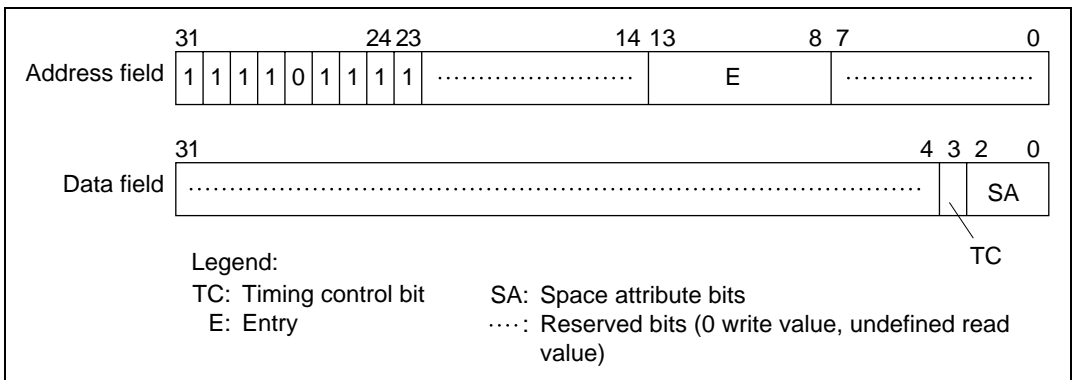 31 24 23 14 13 8 7 0
Address field 1 1 1 1 0 1 1 1 1 ........................ E .......................
31 4 3 2 0
Data field ........................................................................................ SA
TC
Legend:
TC: Timing control bit SA: Space attribute bits
E: Entry ····: Reserved bits (0 write value, undefined read
value)